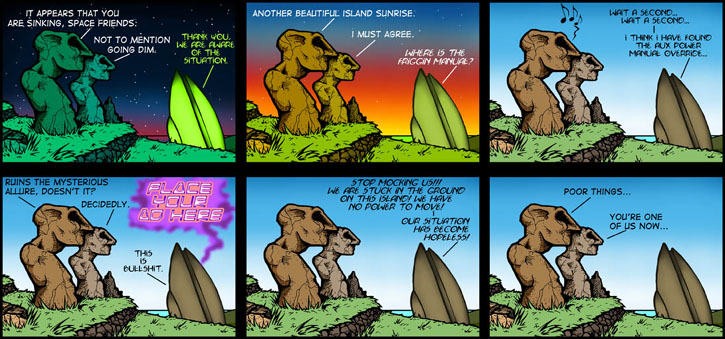 IT APPEARS THAT YOU
ARE SINKING, SPACE FRIENDS.
NOT TO MENTION
GOING DIM.
THANK YOU.
WE ARE AWARE
OF THE
SITUATION.
ANOTHER BEAUTIFUL ISLAND SUNRISE.
I MUST AGREE.
WHERE IS THE
FRIGGIN MANUAL?
WAIT A SECOND...
WAIT A SECOND...
I THINK I HAVE FOUND
THE AUX POWER
MANUAL OVERRIDE...
RUINS THE MYSTERIOUS
ALLURE, DOESN'T IT?
DECIDEDLY.
PLACE
YOUR
AD HERE
THIS
IS
BULLSHIT.
STOP MOCKING US!!!
WE ARE STUCK IN THE GROUND
ON THIS ISLAND! WE HAVE
NO POWER TO MOVE!
OUR SITUATION
HAS BECOME
HOPELESS!
POOR THINGS...
YOU'RE ONE
OF US NOW...